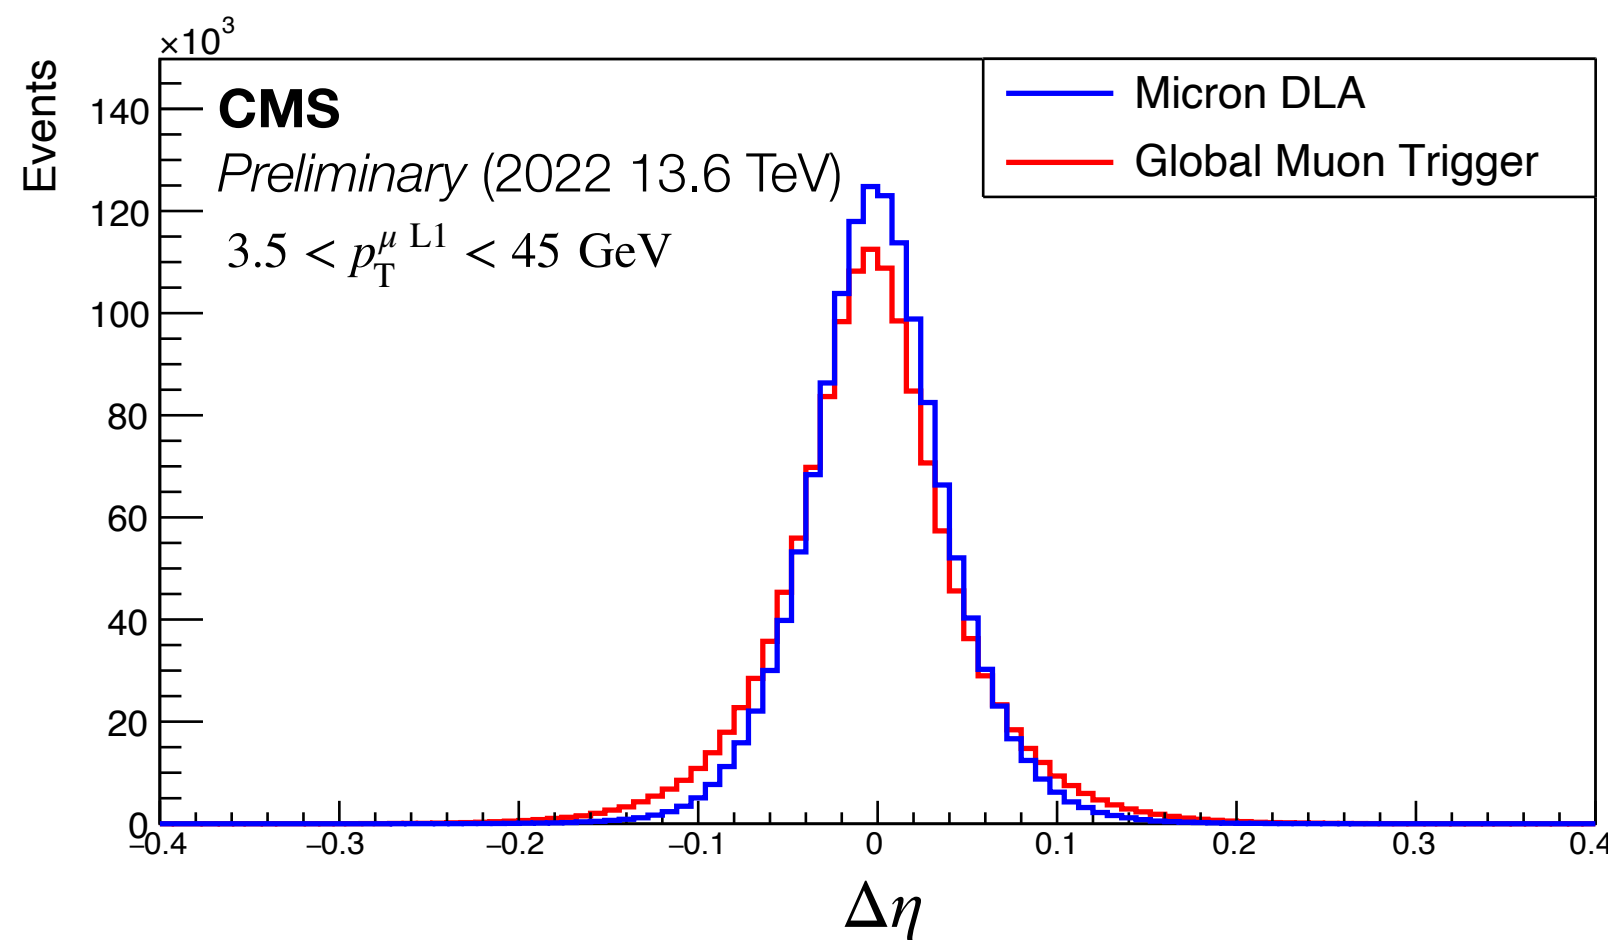 ×10³
Events
140
120
100
80
60
40
20
0
CMS
Preliminary (2022 13.6 TeV)
3.5 < p_T^{μ L1} < 45 GeV
Micron DLA
Global Muon Trigger
−0.4 −0.3 −0.2 −0.1 0 0.1 0.2 0.3 0.4
Δη